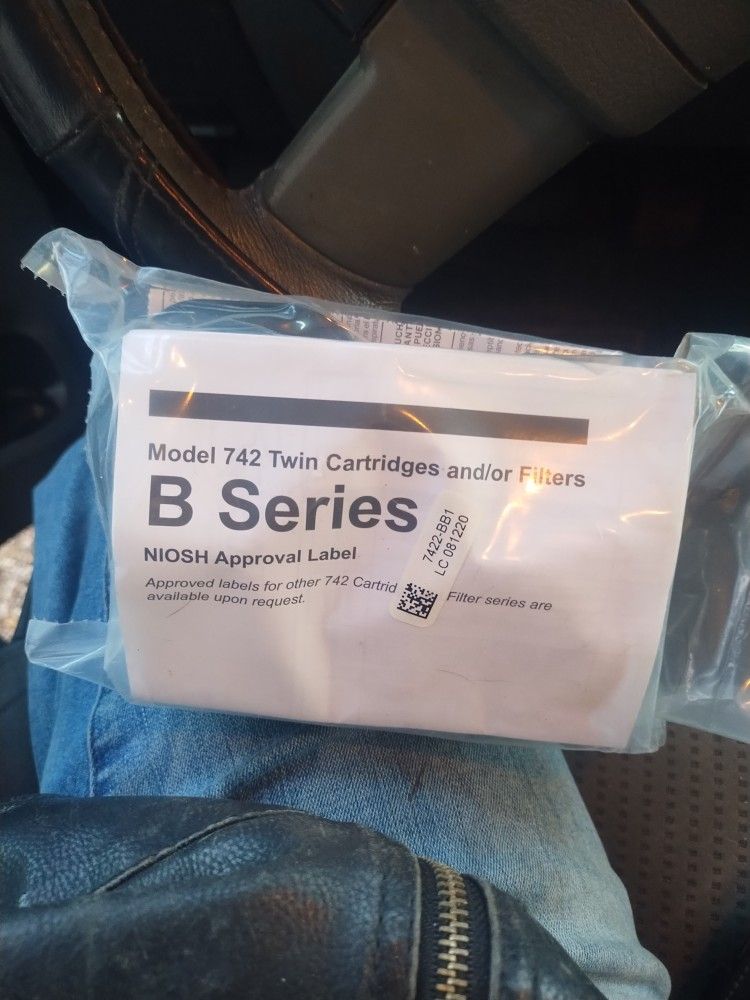 Model 742 Twin Cartridges and/or Filters
B Series
NIOSH Approval Label
Approved labels for other 742 Cartrid Filter series are
available upon request.
7422-BB1
LC 081220